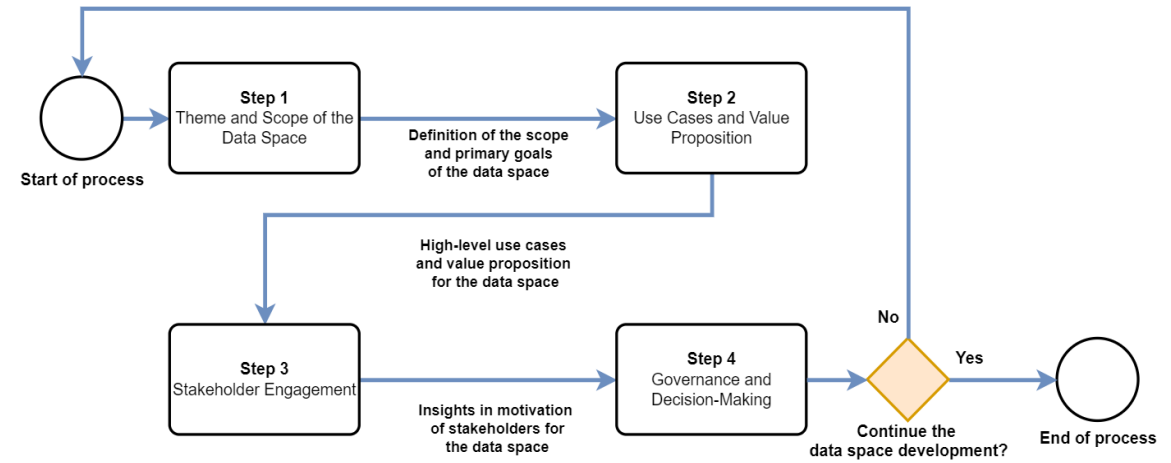 Step 1
Theme and Scope of the
Data Space
Step 2
Use Cases and Value
Proposition
Start of process
Definition of the scope
and primary goals
of the data space
High-level use cases
and value proposition
for the data space
Step 3
Stakeholder Engagement
Insights in motivation
of stakeholders for
the data space
Step 4
Governance and
Decision-Making
No
Yes
Continue the
data space development?
End of process